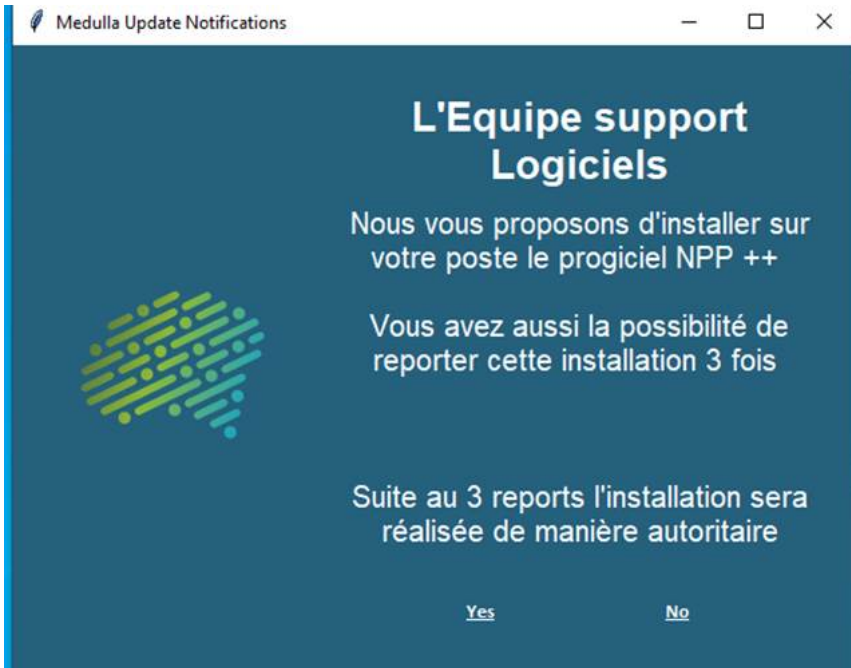 Medulla Update Notifications
L'Equipe support
Logiciels
Nous vous proposons d'installer sur
votre poste le progiciel NPP ++
Vous avez aussi la possibilité de
reporter cette installation 3 fois
Suite au 3 reports l'installation sera
réalisée de manière autoritaire
Yes No